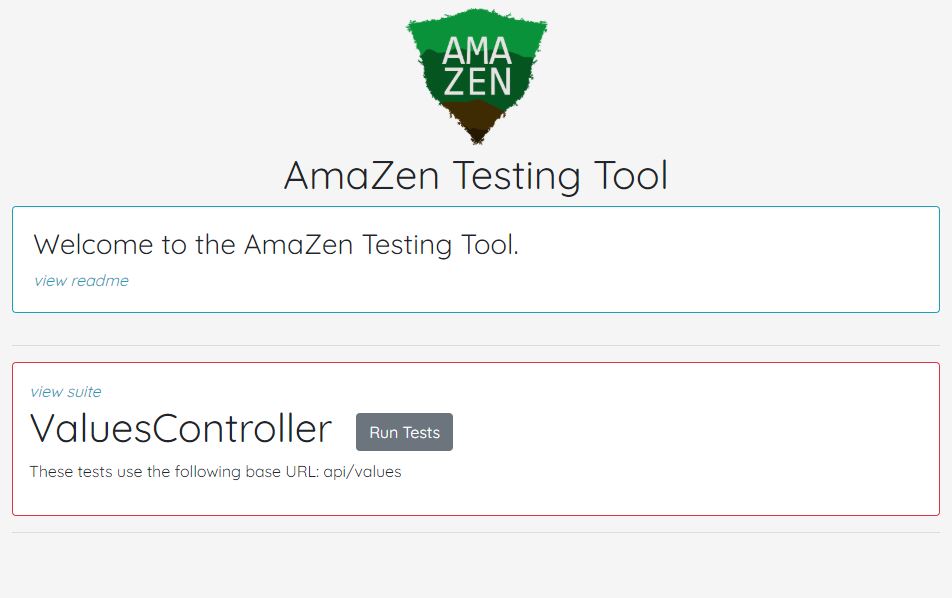 AMA
ZEN
AmaZen Testing Tool
Welcome to the AmaZen Testing Tool.
view readme
view suite
ValuesController Run Tests
These tests use the following base URL: api/values